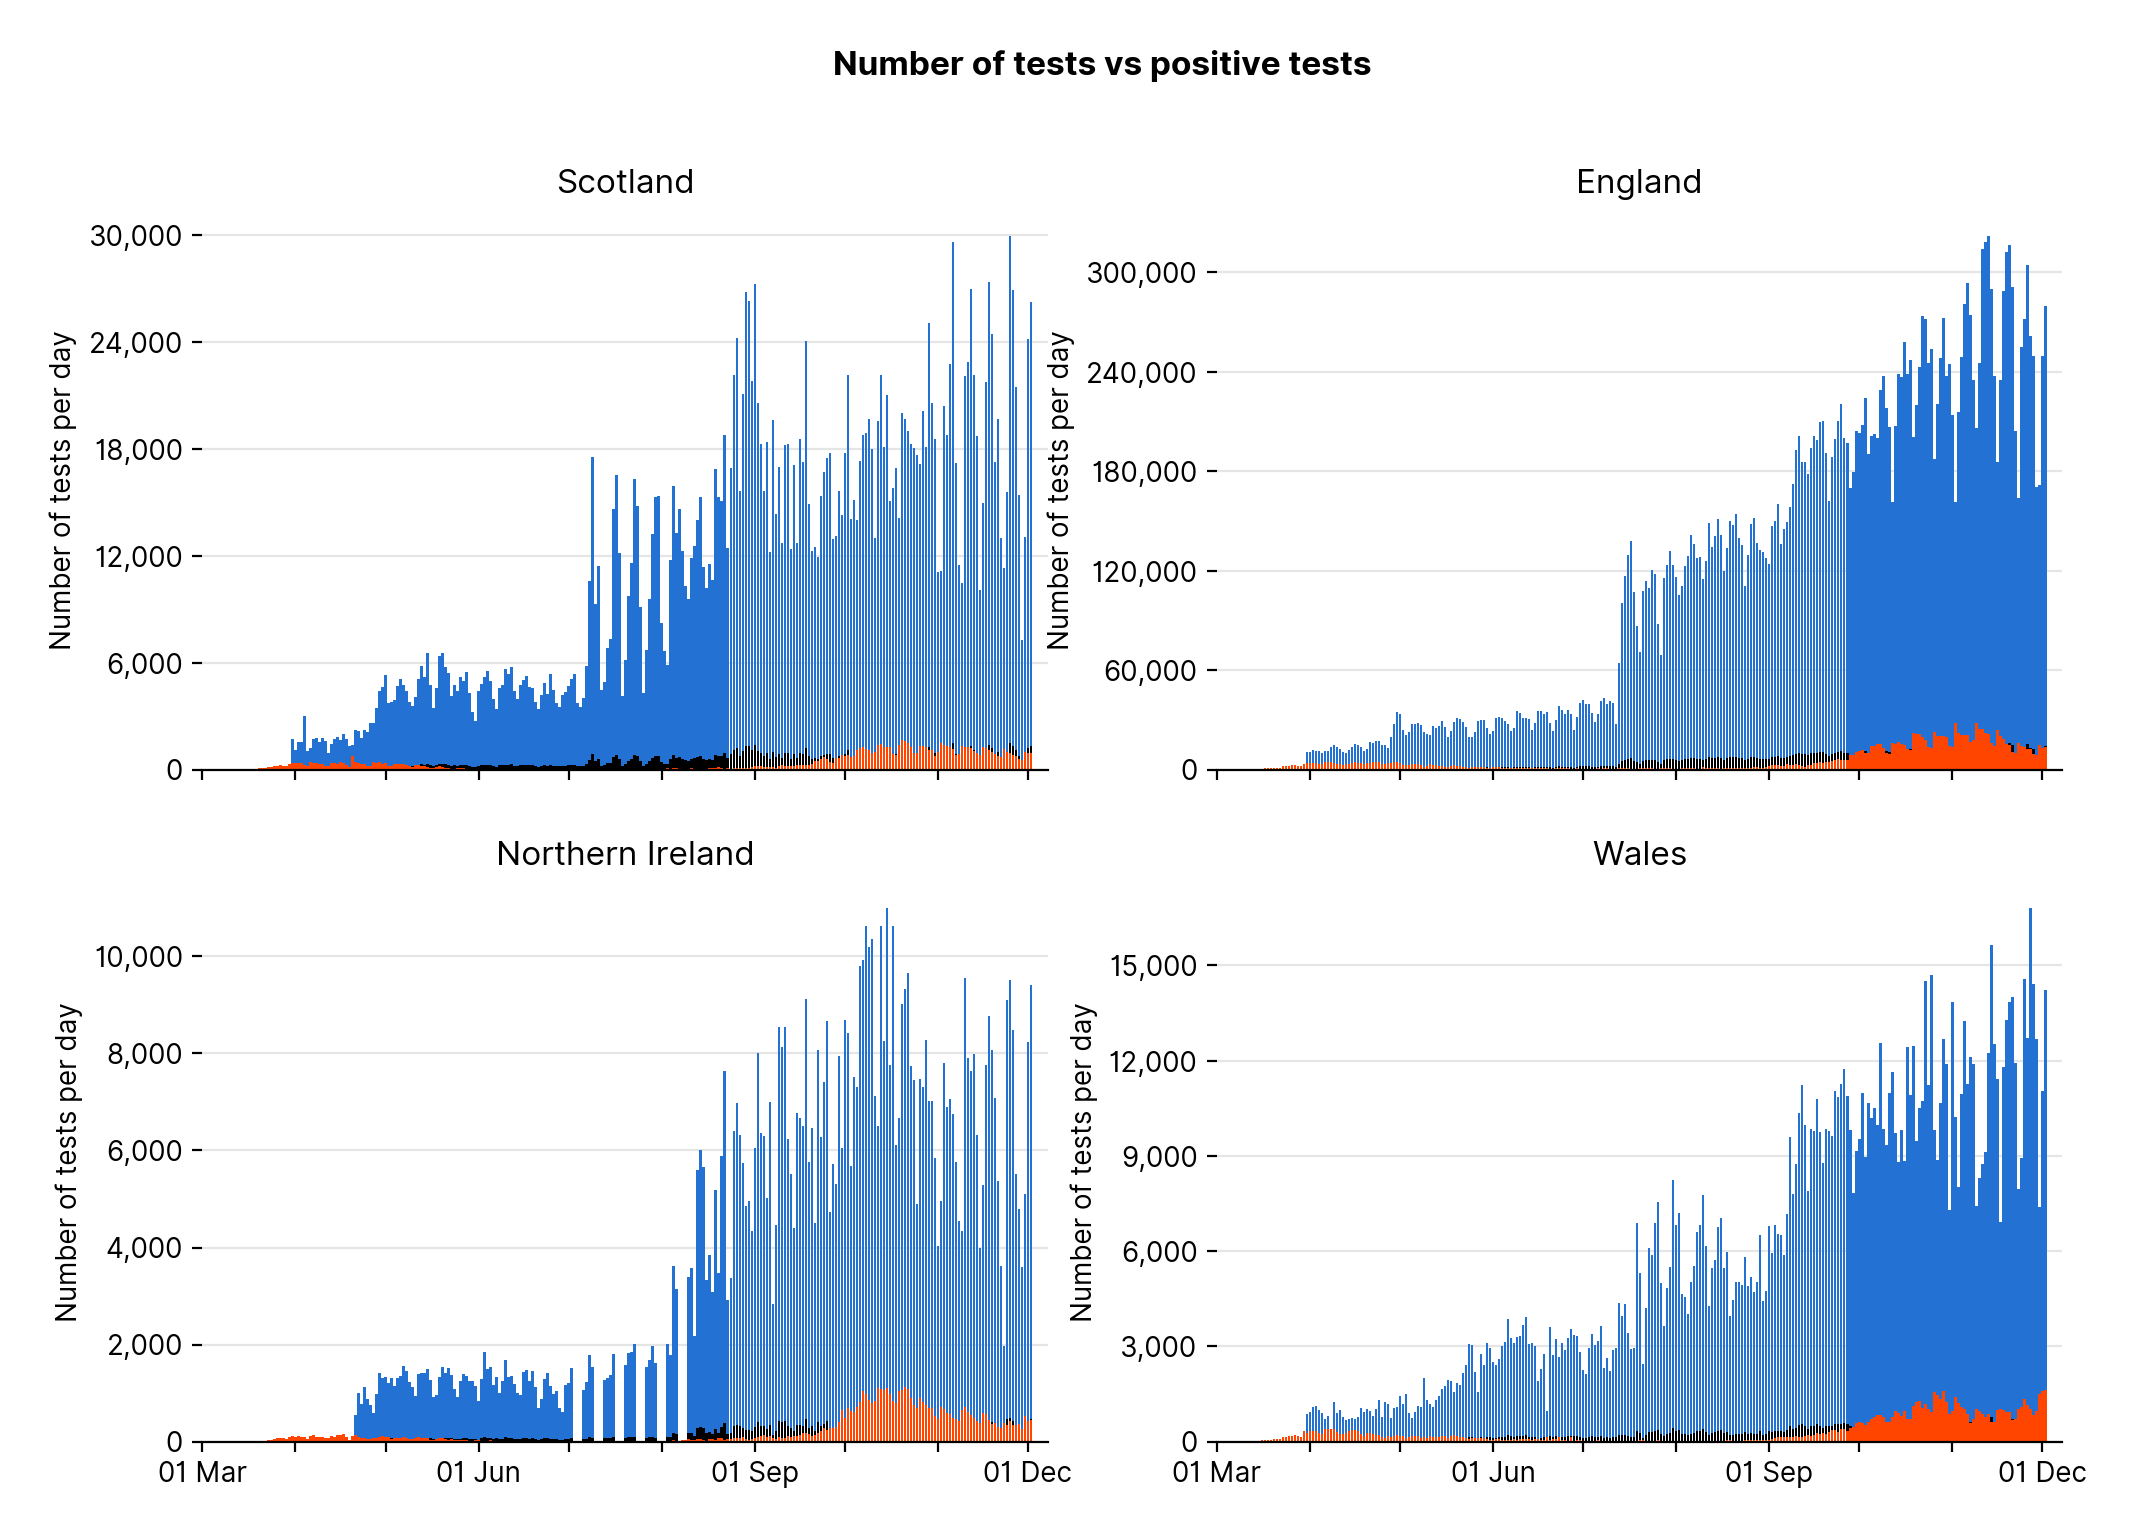 Number of tests vs positive tests
Scotland
30,000
24,000
18,000
12,000
6,000
0
Number of tests per day
England
300,000
240,000
180,000
120,000
60,000
0
Number of tests per day
Northern Ireland
10,000
8,000
6,000
4,000
2,000
0
Number of tests per day
01 Mar
01 Jun
01 Sep
01 Dec
Wales
15,000
12,000
9,000
6,000
3,000
0
Number of tests per day
01 Mar
01 Jun
01 Sep
01 Dec